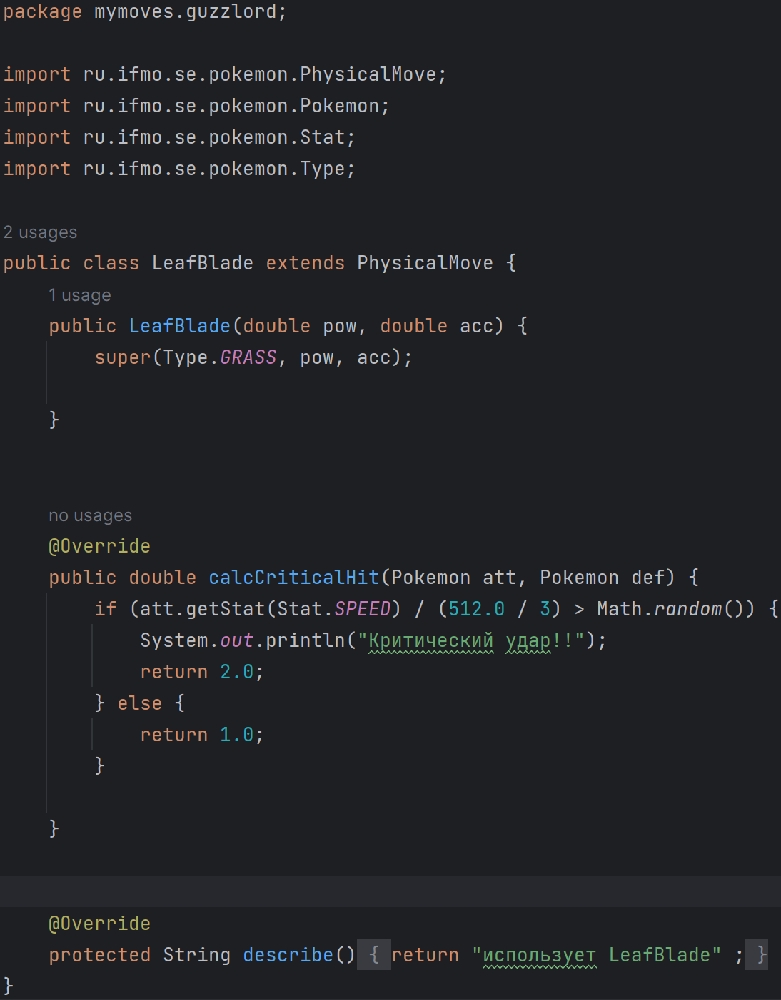 package mymoves.guzzlord;
import ru.ifmo.se.pokemon.PhysicalMove;
import ru.ifmo.se.pokemon.Pokemon;
import ru.ifmo.se.pokemon.Stat;
import ru.ifmo.se.pokemon.Type;
2 usages
public class LeafBlade extends PhysicalMove {
1 usage
public LeafBlade(double pow, double acc) {
super(Type.GRASS, pow, acc);
}
no usages
@Override
public double calcCriticalHit(Pokemon att, Pokemon def) {
if (att.getStat(Stat.SPEED) / (512.0 / 3) > Math.random()) {
System.out.println("Критический удар!!");
return 2.0;
} else {
return 1.0;
}
}
@Override
protected String describe() { return "использует LeafBlade" ; }
}